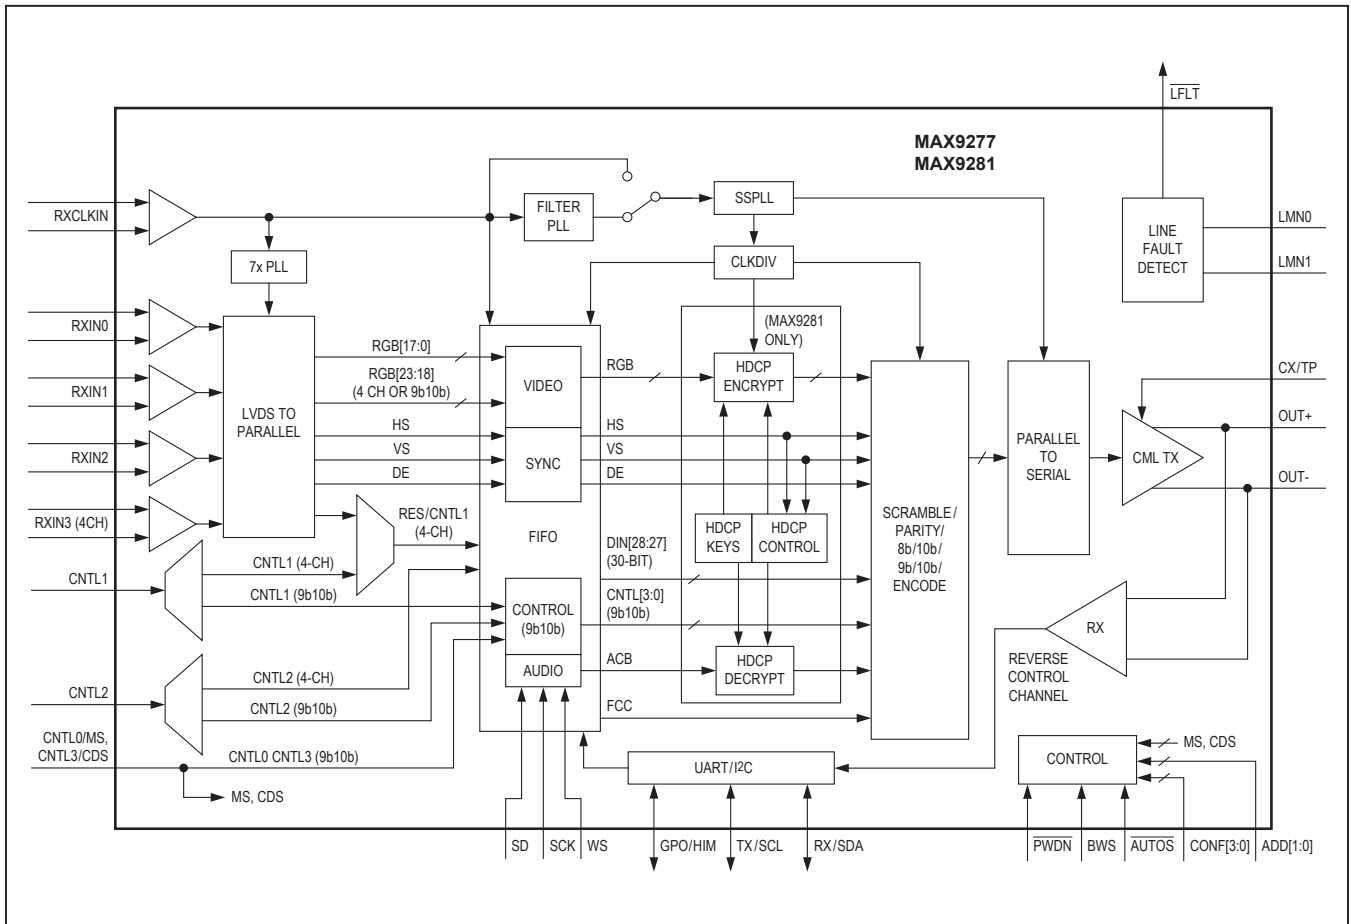 LFLT
MAX9277
MAX9281
RXCLKIN
FILTER
PLL
SSPLL
LINE
FAULT
DETECT
LMN0
LMN1
7x PLL
CLKDIV
RXIN0
RXIN1
RXIN2
RXIN3 (4CH)
LVDS TO
PARALLEL
RGB[17:0]
RGB[23:18]
(4 CH OR 9b10b)
HS
VS
DE
VIDEO
SYNC
FIFO
RGB
HS
VS
DE
(MAX9281
ONLY)
HDCP
ENCRYPT
HDCP
KEYS
HDCP
CONTROL
HDCP
DECRYPT
SCRAMBLE/
PARITY/
8b/10b/
9b/10b/
ENCODE
PARALLEL
TO
SERIAL
CML TX
CX/TP
OUT+
OUT-
RES/CNTL1
(4-CH)
DIN[28:27]
(30-BIT)
CNTL[3:0]
(9b10b)
CNTL1
CNTL1 (4-CH)
CNTL1 (9b10b)
CONTROL
(9b10b)
AUDIO
ACB
FCC
RX
REVERSE
CONTROL
CHANNEL
CNTL2
CNTL2 (4-CH)
CNTL2 (9b10b)
CNTL0/MS,
CNTL3/CDS
CNTL0 CNTL3 (9b10b)
MS, CDS
UART/I2C
CONTROL
MS, CDS
SD
SCK
WS
GPO/HIM
TX/SCL
RX/SDA
PWDN
BWS
AUTOS
CONF[3:0]
ADD[1:0]